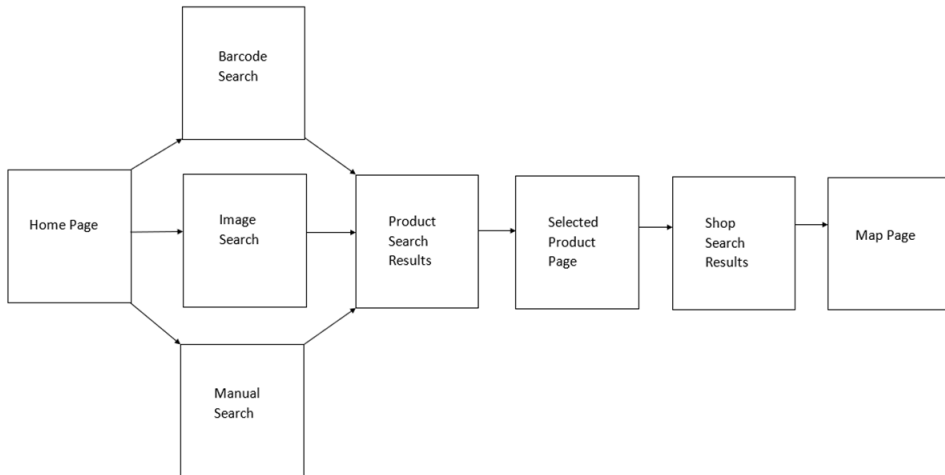 Barcode
Search
Home Page
Image
Search
Manual
Search
Product
Search
Results
Selected
Product
Page
Shop
Search
Results
Map Page